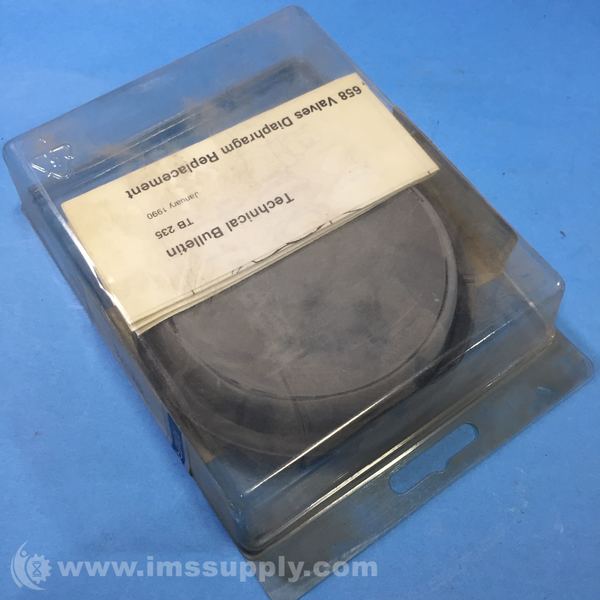 Technical Bulletin
TB 235
January 1990
658 Valves Diaphragm Replacement
www.imssupply.com